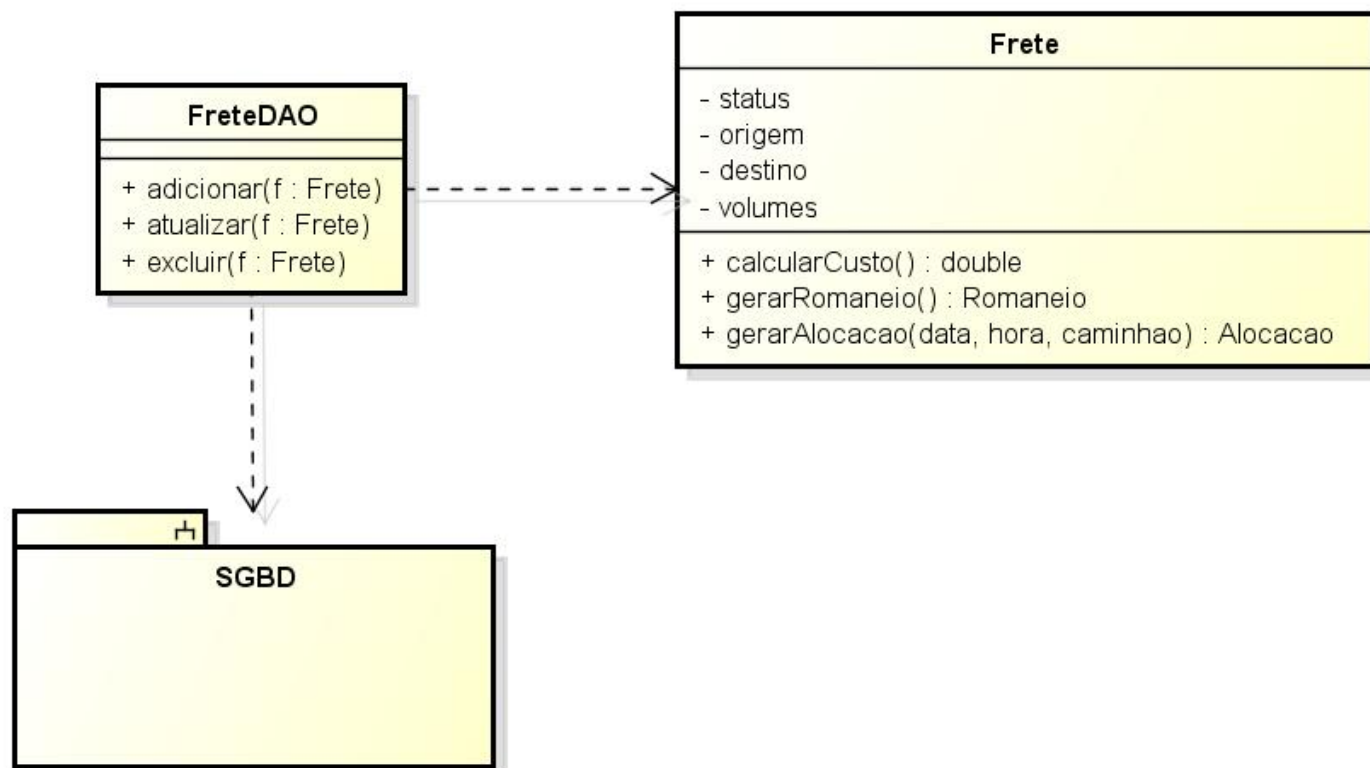 FreteDAO
+ adicionar(f : Frete)
+ atualizar(f : Frete)
+ excluir(f : Frete)
Frete
- status
- origem
- destino
- volumes
+ calcularCusto() : double
+ gerarRomaneio() : Romaneio
+ gerarAlocacao(data, hora, caminhao) : Alocacao
SGBD